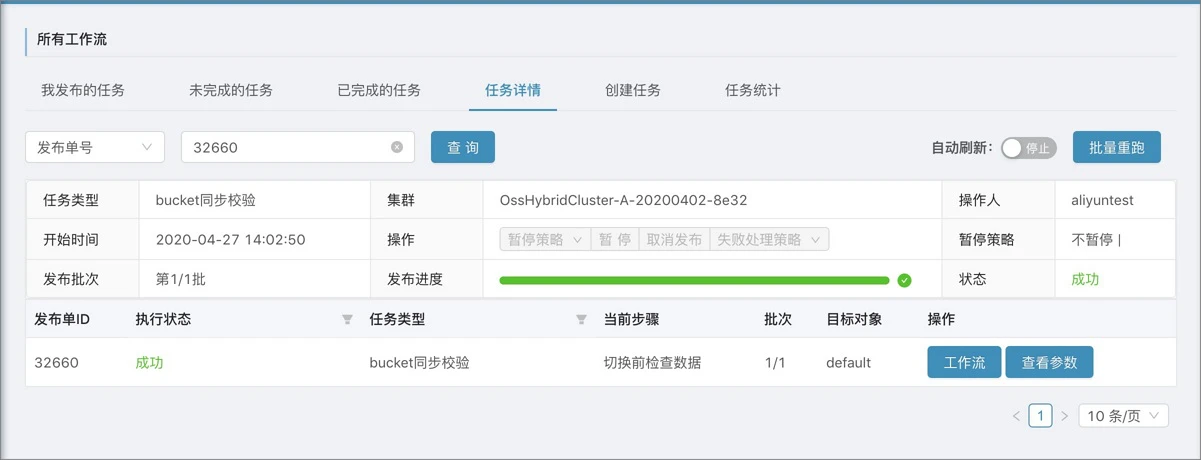 所有工作流
我发布的任务 未完成的任务 已完成的任务 任务详情 创建任务 任务统计
发布单号 32660 查 询 自动刷新: 停止 批量重跑
任务类型 bucket同步校验 集群 OssHybridCluster-A-20200402-8e32 操作人 aliyuntest
开始时间 2020-04-27 14:02:50 操作 暂停策略 暂 停 取消发布 失败处理策略 暂停策略 不暂停 |
发布批次 第1/1批 发布进度 状态 成功
发布单ID 执行状态 任务类型 当前步骤 批次 目标对象 操作
32660 成功 bucket同步校验 切换前检查数据 1/1 default 工作流 查看参数
< 1 > 10 条/页